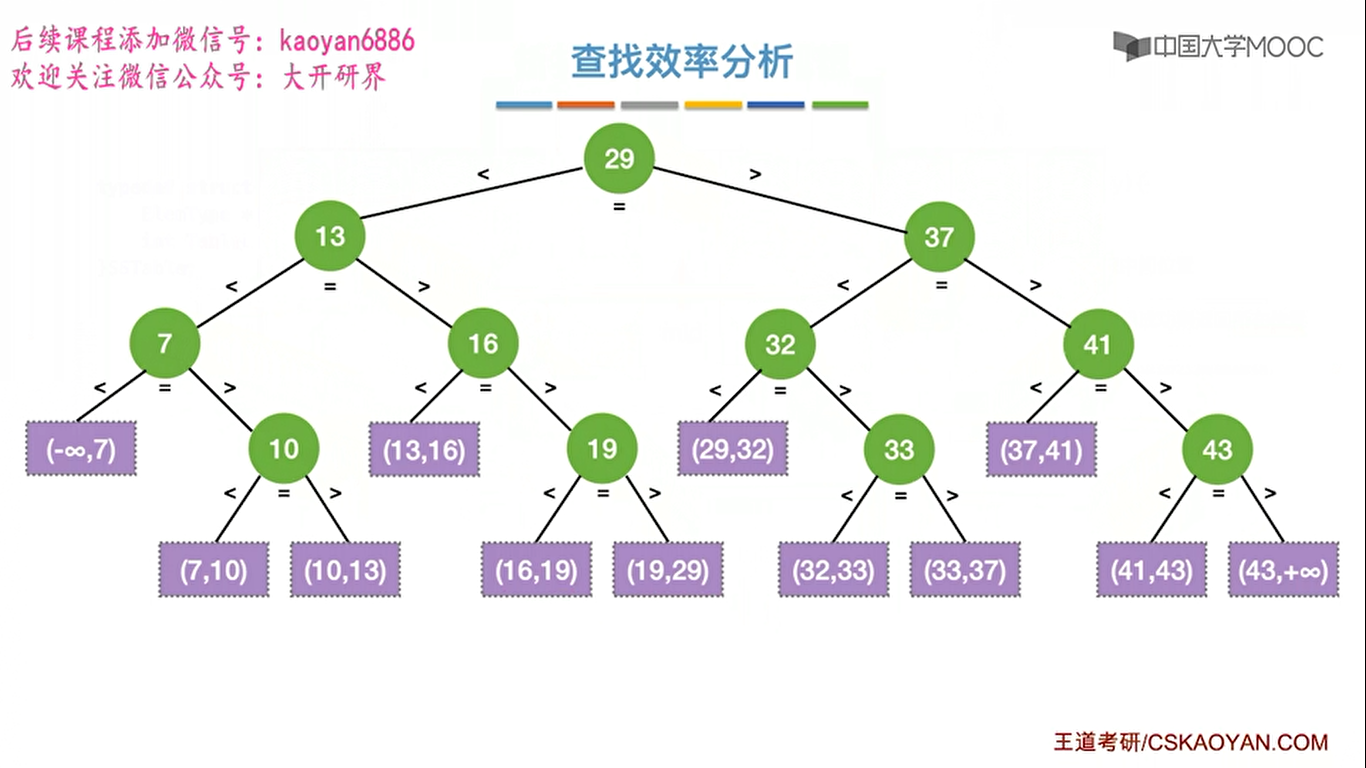 后续课程添加微信号：kaoyan6886
欢迎关注微信公众号：大开研界
中国大学MOOC
查找效率分析
29
< = >
13 37
< = > < = >
7 16 32 41
< = > < = > < = > < = >
(-∞,7) 10 (13,16) 19 (29,32) 33 (37,41) 43
< = > < = > < = > < = >
(7,10) (10,13) (16,19) (19,29) (32,33) (33,37) (41,43) (43,+∞)
王道考研/CSKAOYAN.COM